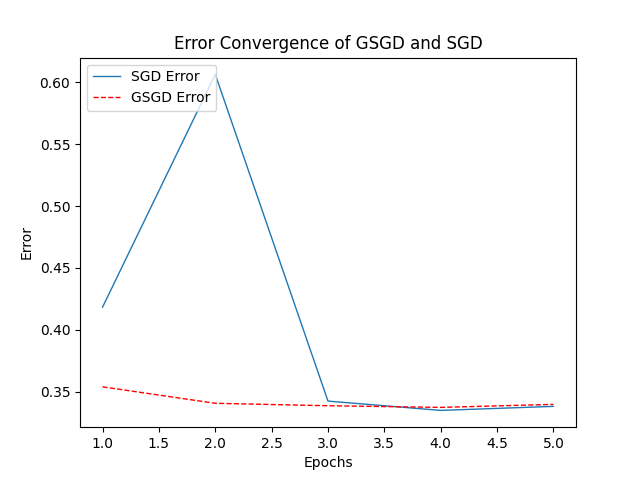 Error Convergence of GSGD and SGD
SGD Error
GSGD Error
0.60
0.55
0.50
0.45
0.40
0.35
Error
1.0 1.5 2.0 2.5 3.0 3.5 4.0 4.5 5.0
Epochs